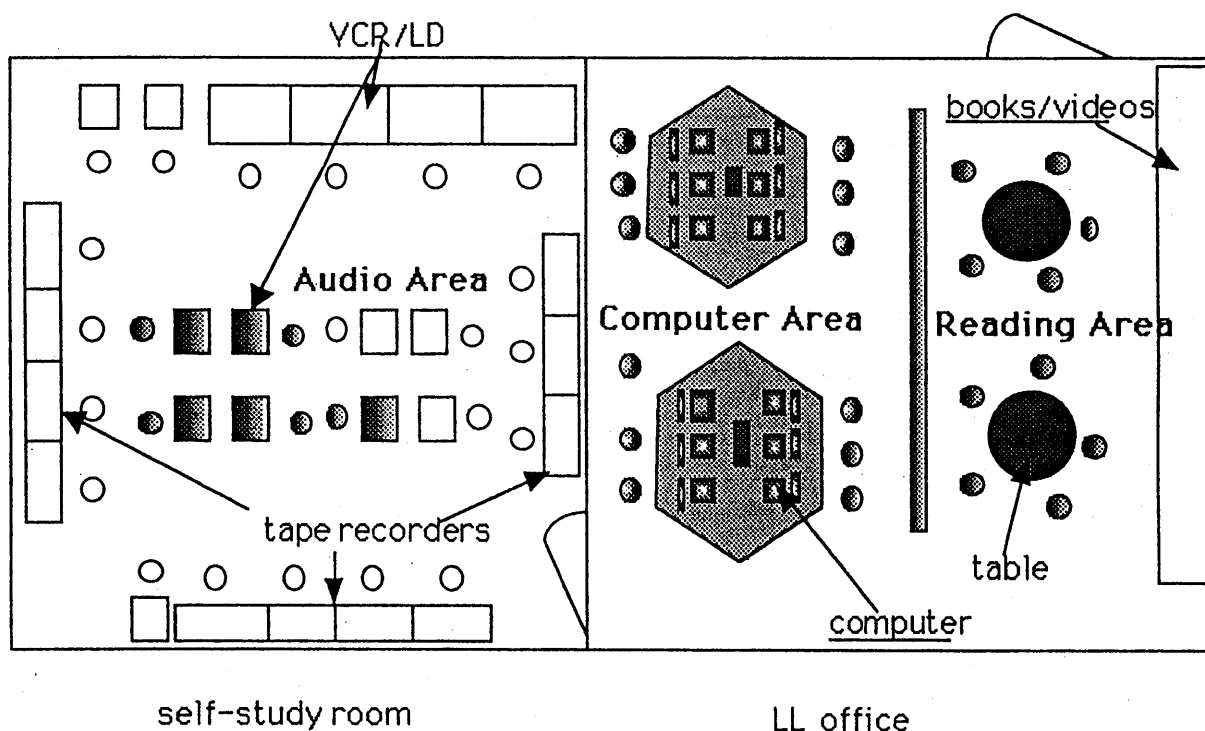 VCR/LD
books/videos
Audio Area
Computer Area
Reading Area
tape recorders
table
computer
self-study room
LL office